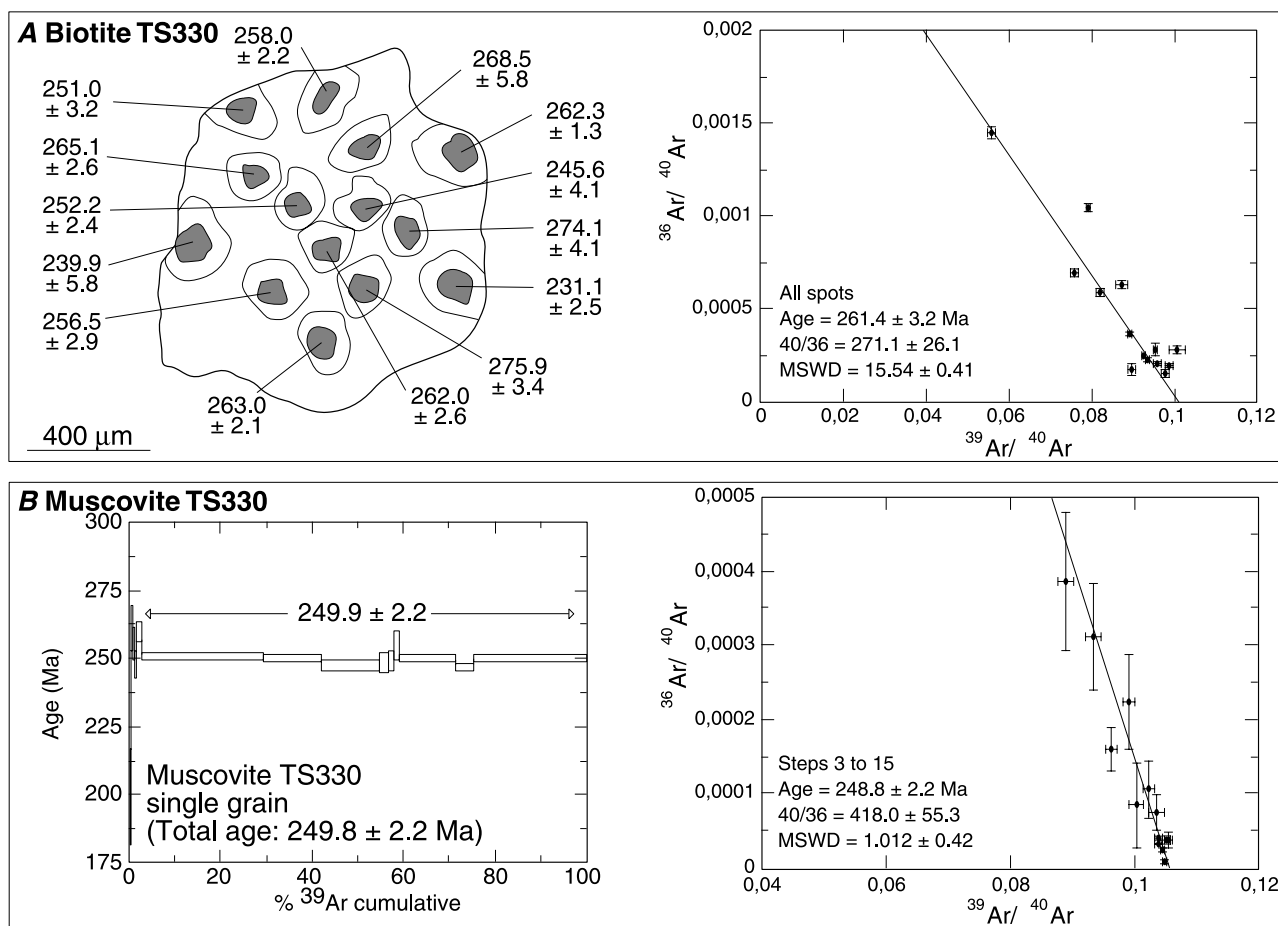 A Biotite TS330
258.0
± 2.2
251.0
± 3.2
268.5
± 5.8
262.3
± 1.3
265.1
± 2.6
245.6
± 4.1
252.2
± 2.4
274.1
± 4.1
239.9
± 5.8
231.1
± 2.5
256.5
± 2.9
275.9
± 3.4
263.0
± 2.1
262.0
± 2.6
400 µm
0,002
0,0015
0,001
0,0005
0
36Ar/ 40Ar
All spots
Age = 261.4 ± 3.2 Ma
40/36 = 271.1 ± 26.1
MSWD = 15.54 ± 0.41
0 0,02 0,04 0,06 0,08 0,1 0,12
39Ar/ 40Ar
B Muscovite TS330
300
275
250
225
200
175
Age (Ma)
249.9 ± 2.2
Muscovite TS330
single grain
(Total age: 249.8 ± 2.2 Ma)
0 20 40 60 80 100
% 39Ar cumulative
0,0005
0,0004
0,0003
0,0002
0,0001
0
36Ar/ 40Ar
Steps 3 to 15
Age = 248.8 ± 2.2 Ma
40/36 = 418.0 ± 55.3
MSWD = 1.012 ± 0.42
0,04 0,06 0,08 0,1 0,12
39Ar/ 40Ar